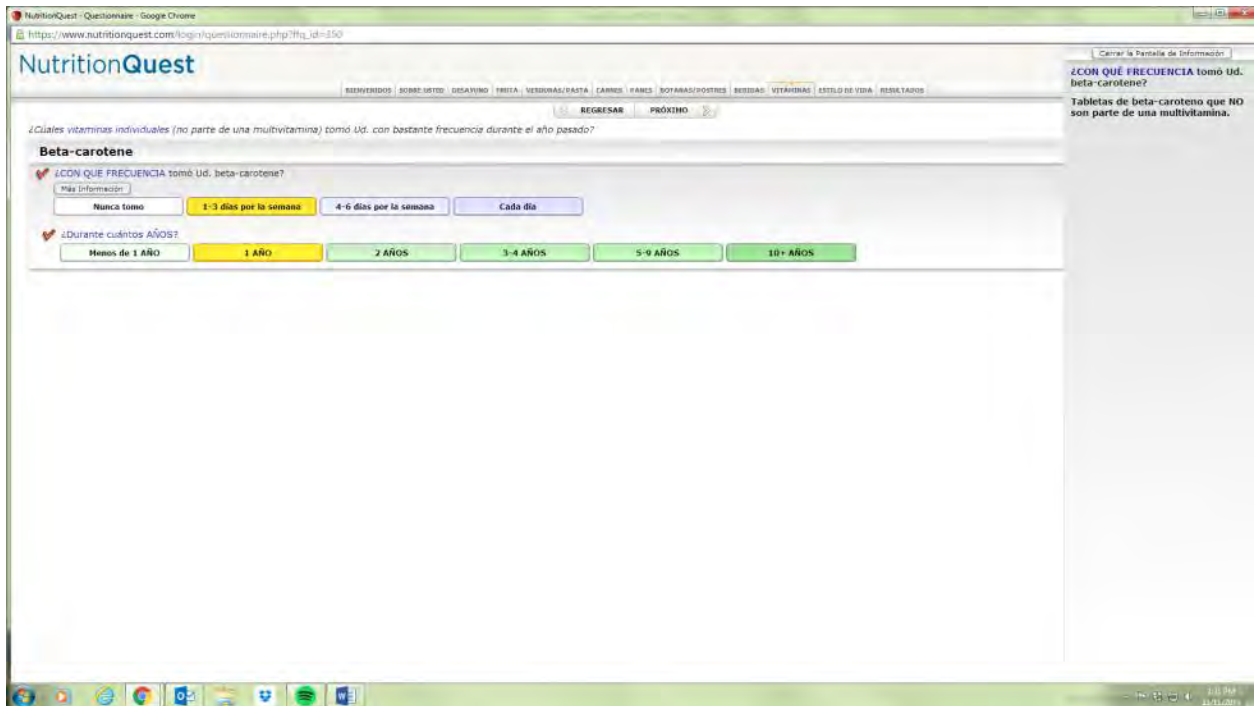 NutritionQuest - Questionnaire - Google Chrome
https://www.nutritionquest.com/login/questionnaire.php?ffq_id=350
NutritionQuest
BIENVENIDOS SOBRE USTED DESAYUNO FRUTA VERDURAS/PASTA CARNES PANES BOTANAS/POSTRES BEBIDAS VITAMINAS ESTILO DE VIDA RESULTADOS
REGRESAR PRÓXIMO
¿Cuáles vitaminas individuales (no parte de una multivitamina) tomó Ud. con bastante frecuencia durante el año pasado?
Beta-carotene
¿CON QUE FRECUENCIA tomó Ud. beta-carotene?
Más Información
Nunca tomo 1-3 días por la semana 4-6 días por la semana Cada día
¿Durante cuántos AÑOS?
Menos de 1 AÑO 1 AÑO 2 AÑOS 3-4 AÑOS 5-9 AÑOS 10+ AÑOS
Cerrar la Pantalla de Información
¿CON QUÉ FRECUENCIA tomó Ud.
beta-carotene?
Tabletas de beta-caroteno que NO
son parte de una multivitamina.